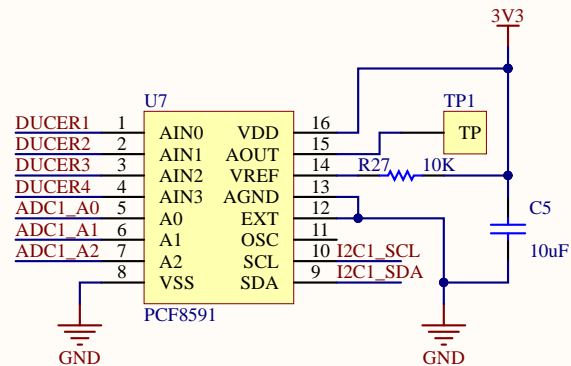 3V3
U7
TP1
DUCER1 1 AIN0 VDD 16
TP
DUCER2 2 AIN1 AOUT 15
DUCER3 3 AIN2 VREF 14 R27 10K
DUCER4 4 AIN3 AGND 13
ADC1_A0 5 A0 EXT 12
C5
ADC1_A1 6 A1 OSC 11
ADC1_A2 7 A2 SCL 10 I2C1_SCL
10uF
8 VSS SDA 9 I2C1_SDA
PCF8591
GND
GND